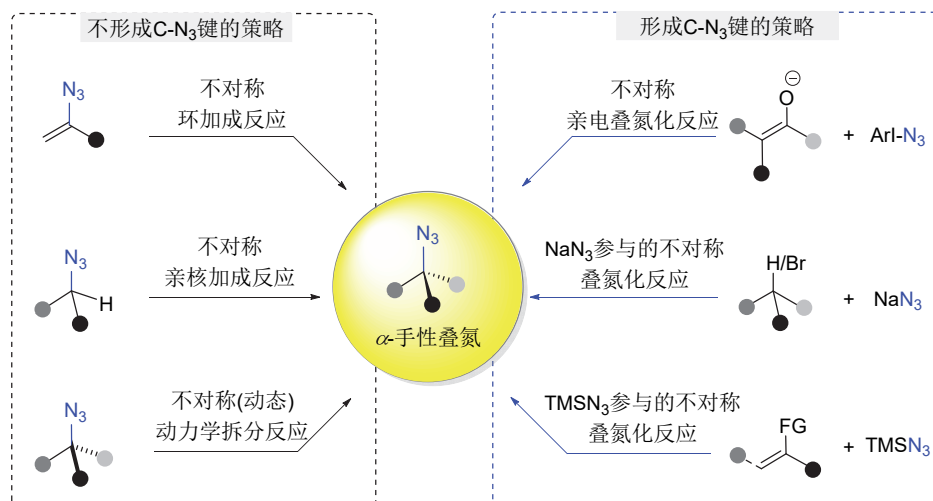 不形成C-N₃键的策略
N₃
不对称
环加成反应
N₃
H
不对称
亲核加成反应
N₃
不对称(动态)
动力学拆分反应
N₃
α-手性叠氮
形成C-N₃键的策略
不对称
亲电叠氮化反应
⊖
O
+ ArI-N₃
NaN₃参与的不对称
叠氮化反应
H/Br
+ NaN₃
TMSN₃参与的不对称
叠氮化反应
FG
+ TMSN₃